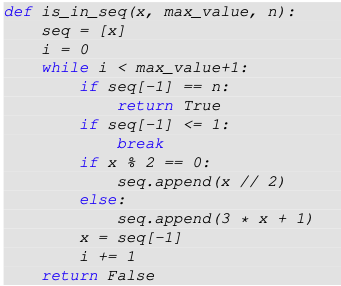 def is_in_seq(x, max_value, n):
    seq = [x]
    i = 0
    while i < max_value+1:
        if seq[-1] == n:
            return True
        if seq[-1] <= 1:
            break
        if x % 2 == 0:
            seq.append(x // 2)
        else:
            seq.append(3 * x + 1)
        x = seq[-1]
        i += 1
    return False